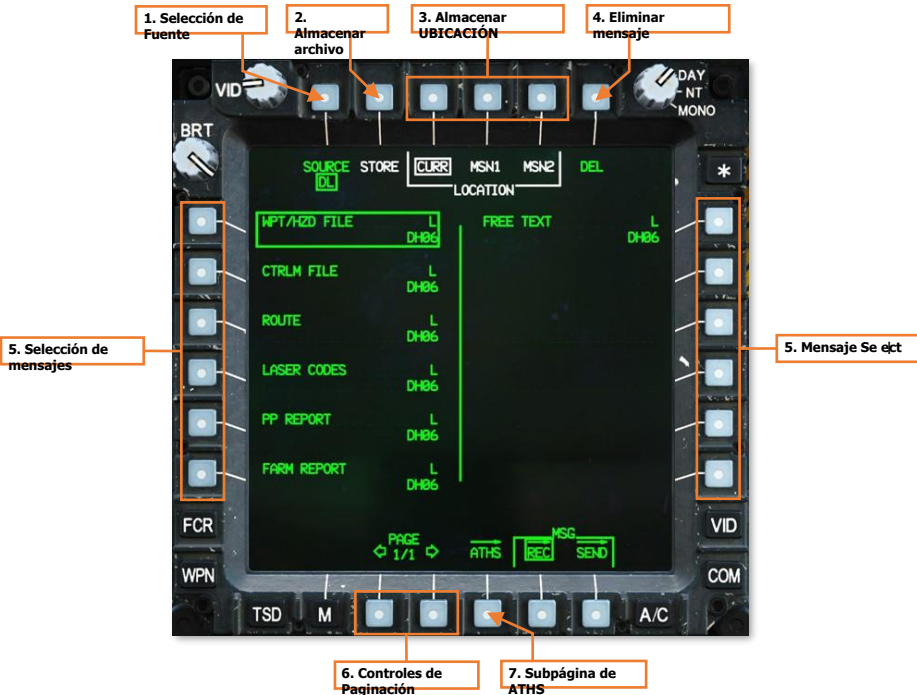 1. Selección de
Fuente
2.
Almacenar
archivo
3. Almacenar
UBICACIÓN
4. Eliminar
mensaje
VID
DAY
NT
MONO
BRT
SOURCE
DL
STORE
CURR
MSN1
MSN2
DEL
LOCATION
*
WPT/HZD FILE L
DH06
FREE TEXT L
DH06
CTRLM FILE L
DH06
ROUTE L
DH06
5. Selección de
mensajes
5. Mensaje Se ect
LASER CODES L
DH06
PP REPORT L
DH06
FARM REPORT L
DH06
FCR
VID
PAGE
1/1
ATHS
MSG
REC
SEND
WPN
COM
TSD
M
A/C
6. Controles de
Paginación
7. Subpágina de
ATHS